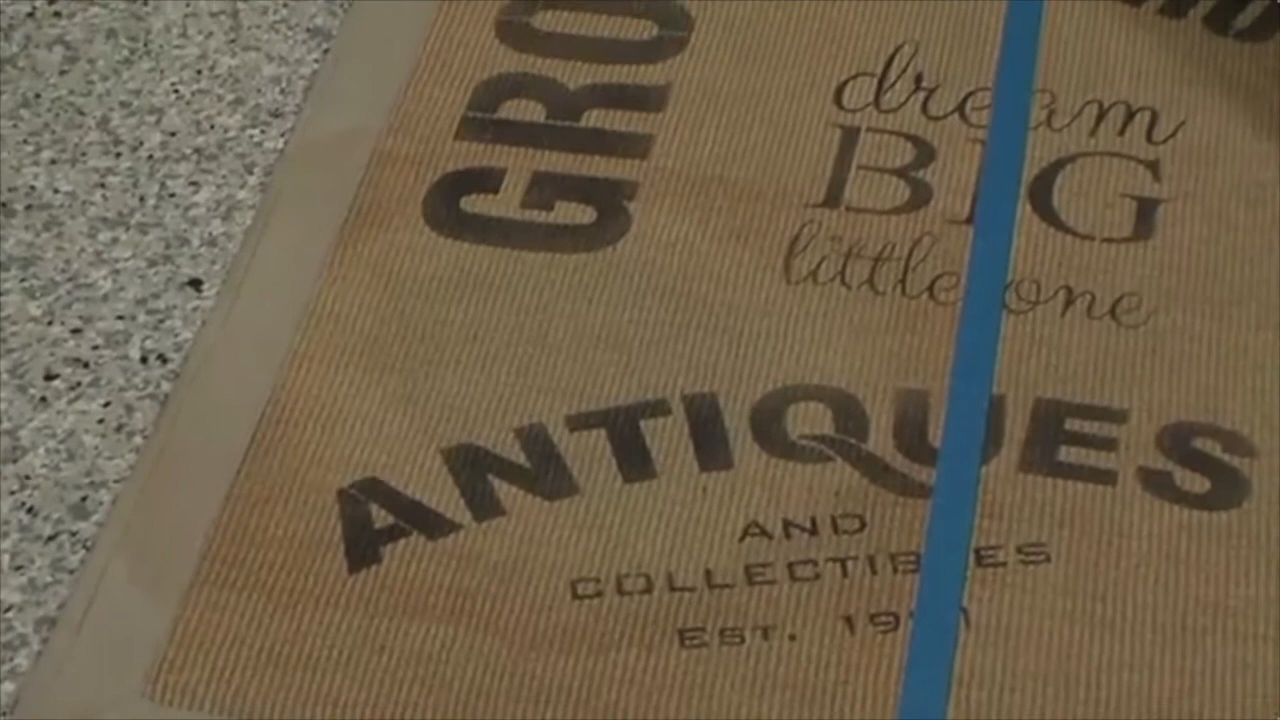 GRO
dream
BIG
little one
ANTIQUES
AND
COLLECTIBLES
EST.